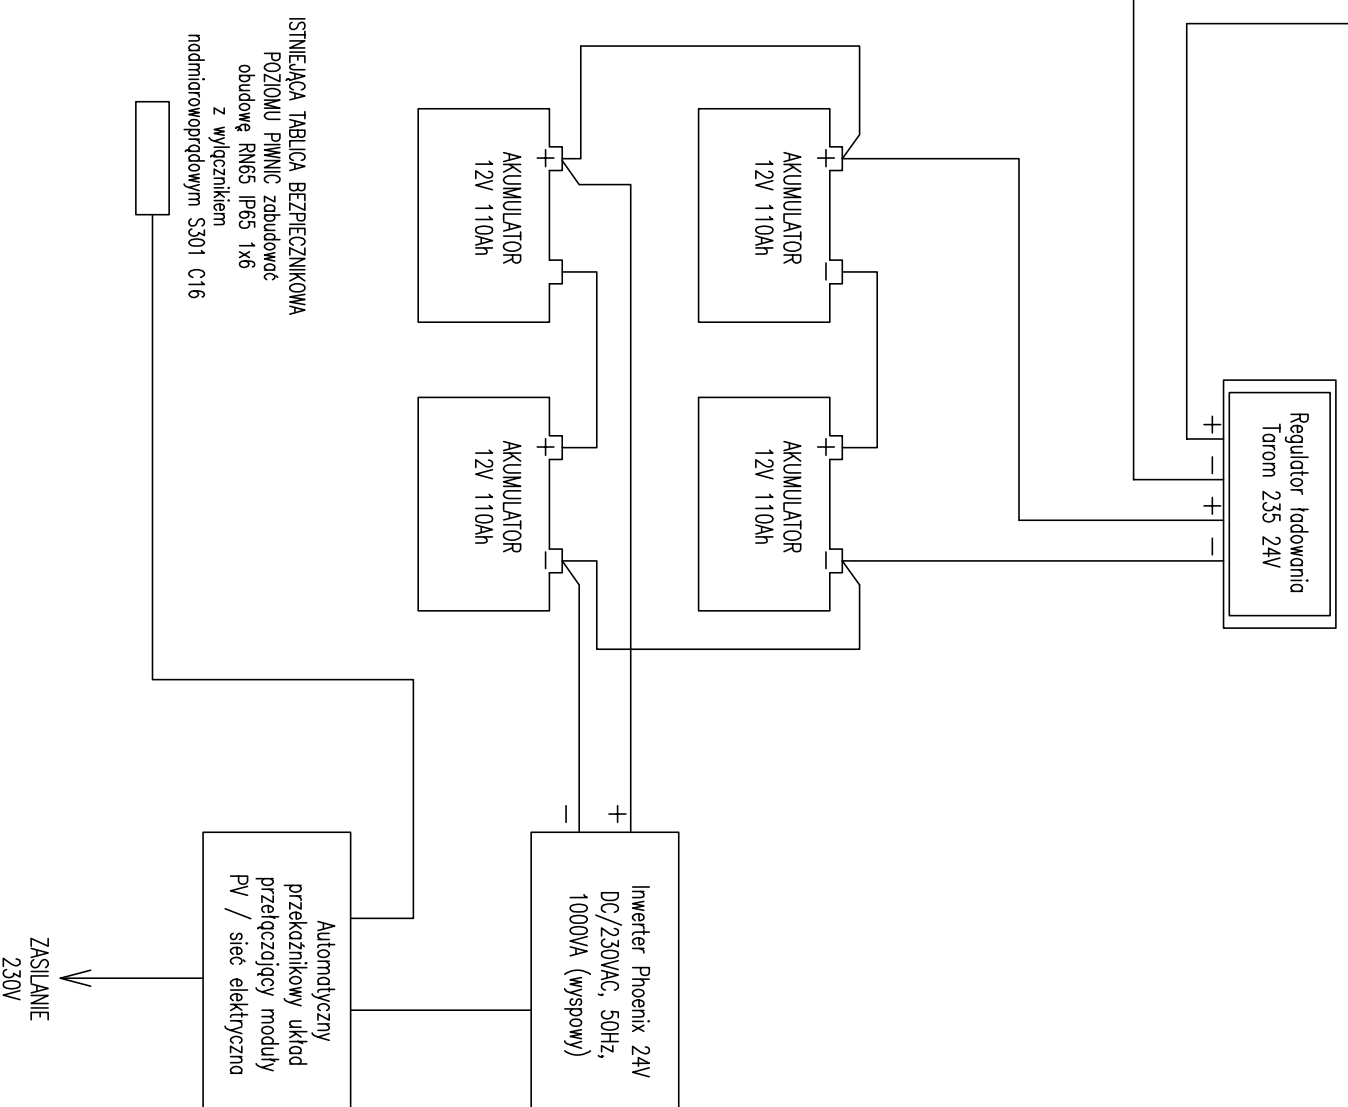 Regulator ładowania
Tarom 235 24V
+
-
+
-
AKUMULATOR
12V 110Ah
+
-
AKUMULATOR
12V 110Ah
+
-
AKUMULATOR
12V 110Ah
+
AKUMULATOR
12V 110Ah
+
-
ISTNIEJĄCA TABLICA BEZPIECZNIKOWA
POZIOMU PIWNIC zabudować
obudowę RN65 IP65 1x6
z wyłącznikiem
nadmiarowoprądowym S301 C16
+
-
Inwerter Phoenix 24V
DC/230VAC, 50Hz,
1000VA (wyspowy)
Automatyczny
przekaźnikowy układ
przełączający moduły
PV / sieć elektryczna
ZASILANIE
230V